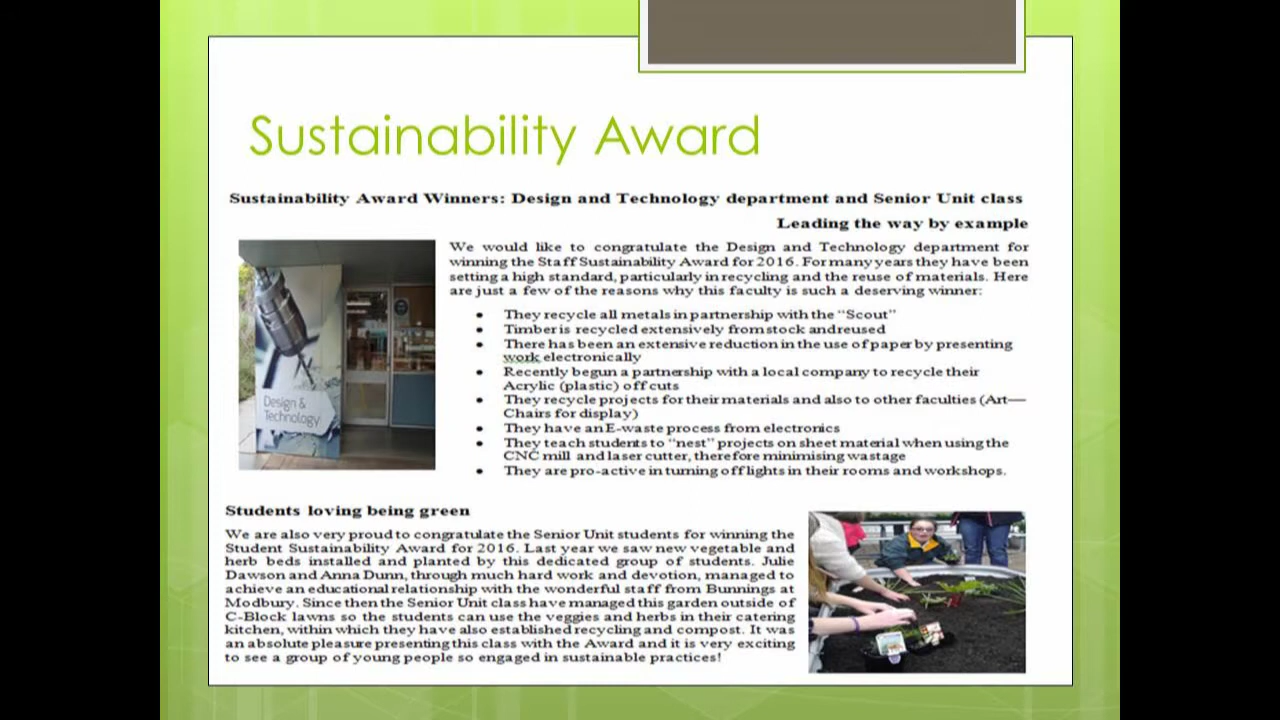 Sustainability Award
Sustainability Award Winners: Design and Technology department and Senior Unit class
Leading the way by example
We would like to congratulate the Design and Technology department for
winning the Staff Sustainability Award for 2016. For many years they have been
setting a high standard, particularly in recycling and the reuse of materials. Here
are just a few of the reasons why this faculty is such a deserving winner:
• They recycle all metals in partnership with the “Scout”
• Timber is recycled extensively from stock andreused
• There has been an extensive reduction in the use of paper by presenting
work electronically
• Recently begun a partnership with a local company to recycle their
Acrylic (plastic) off cuts
• They recycle projects for their materials and also to other faculties (Art—
Chairs for display)
• They have an E-waste process from electronics
• They teach students to “nest” projects on sheet material when using the
CNC mill and laser cutter, therefore minimising wastage
• They are pro-active in turning off lights in their rooms and workshops.
Design &
Technology
Students loving being green
We are also very proud to congratulate the Senior Unit students for winning the
Student Sustainability Award for 2016. Last year we saw new vegetable and
herb beds installed and planted by this dedicated group of students. Julie
Dawson and Anna Dunn, through much hard work and devotion, managed to
achieve an educational relationship with the wonderful staff from Bunnings at
Modbury. Since then the Senior Unit class have managed this garden outside of
C-Block lawns so the students can use the veggies and herbs in their catering
kitchen, within which they have also established recycling and compost. It was
an absolute pleasure presenting this class with the Award and it is very exciting
to see a group of young people so engaged in sustainable practices!